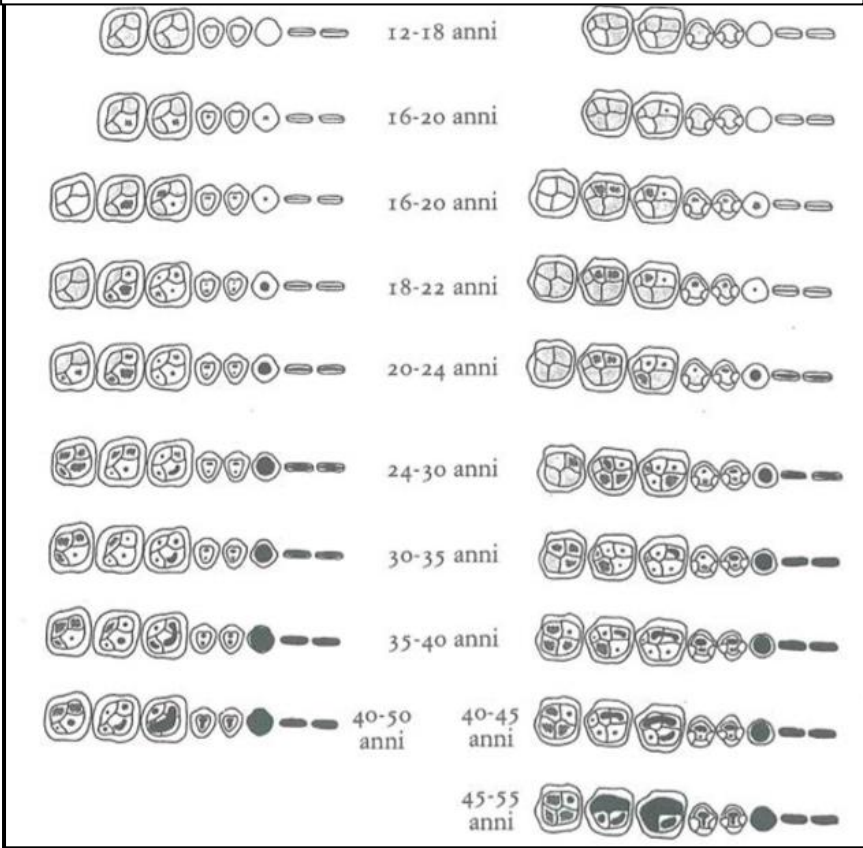 12-18 anni
16-20 anni
16-20 anni
18-22 anni
20-24 anni
24-30 anni
30-35 anni
35-40 anni
40-50
anni
40-45
anni
45-55
anni